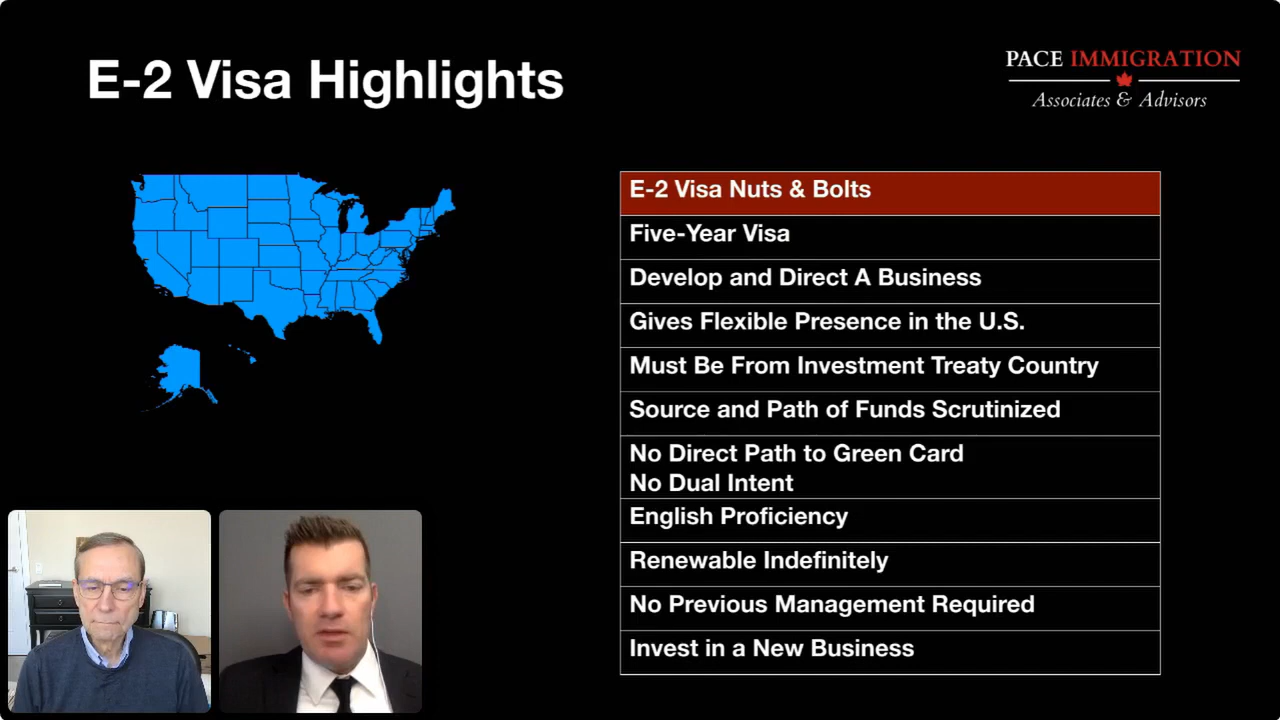 E-2 Visa Highlights
PACE IMMIGRATION
Associates & Advisors
E-2 Visa Nuts & Bolts
Five-Year Visa
Develop and Direct A Business
Gives Flexible Presence in the U.S.
Must Be From Investment Treaty Country
Source and Path of Funds Scrutinized
No Direct Path to Green Card
No Dual Intent
English Proficiency
Renewable Indefinitely
No Previous Management Required
Invest in a New Business